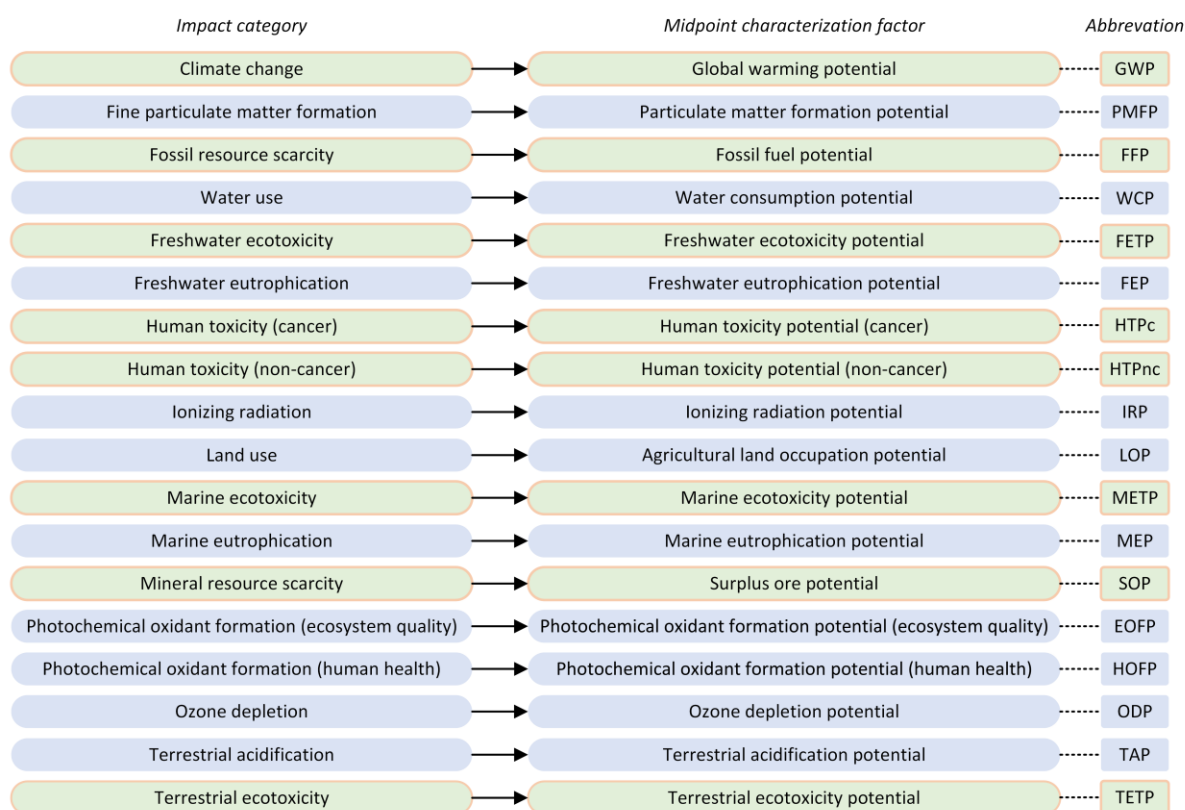 Impact category Midpoint characterization factor Abbrevation
Climate change Global warming potential GWP
Fine particulate matter formation Particulate matter formation potential PMFP
Fossil resource scarcity Fossil fuel potential FFP
Water use Water consumption potential WCP
Freshwater ecotoxicity Freshwater ecotoxicity potential FETP
Freshwater eutrophication Freshwater eutrophication potential FEP
Human toxicity (cancer) Human toxicity potential (cancer) HTPc
Human toxicity (non-cancer) Human toxicity potential (non-cancer) HTPnc
Ionizing radiation Ionizing radiation potential IRP
Land use Agricultural land occupation potential LOP
Marine ecotoxicity Marine ecotoxicity potential METP
Marine eutrophication Marine eutrophication potential MEP
Mineral resource scarcity Surplus ore potential SOP
Photochemical oxidant formation (ecosystem quality) Photochemical oxidant formation potential (ecosystem quality) EOFP
Photochemical oxidant formation (human health) Photochemical oxidant formation potential (human health) HOFP
Ozone depletion Ozone depletion potential ODP
Terrestrial acidification Terrestrial acidification potential TAP
Terrestrial ecotoxicity Terrestrial ecotoxicity potential TETP